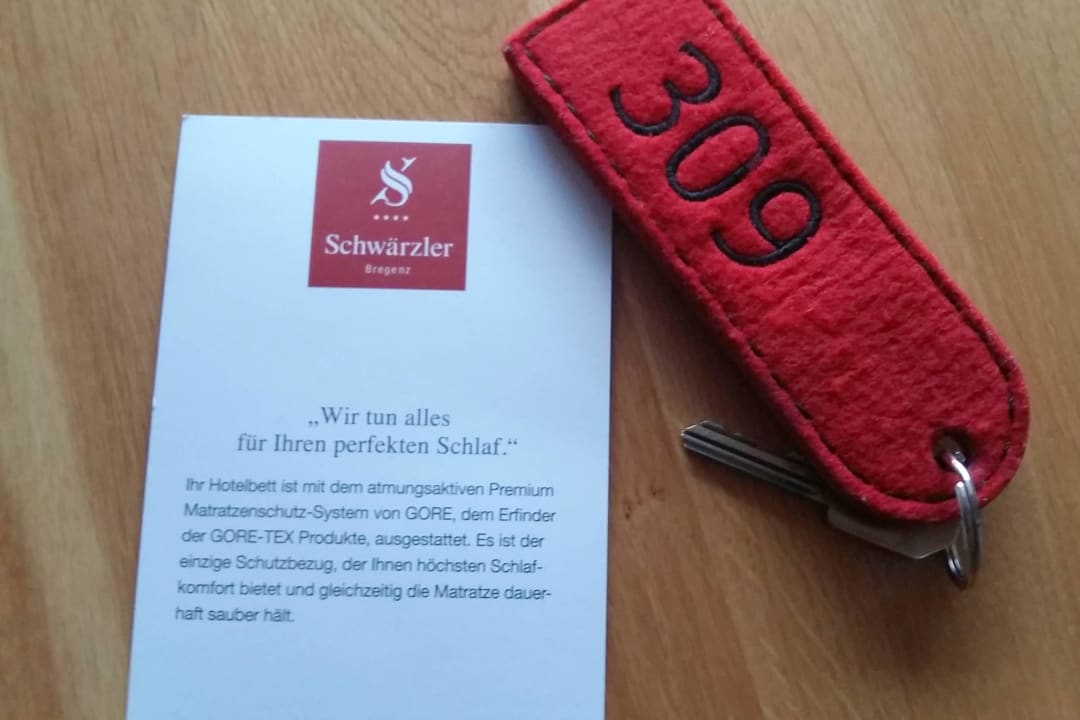 Schwärzler
Bregenz
„Wir tun alles
für Ihren perfekten Schlaf.“
Ihr Hotelbett ist mit dem atmungsaktiven Premium
Matratzenschutz-System von GORE, dem Erfinder
der GORE-TEX Produkte, ausgestattet. Es ist der
einzige Schutzbezug, der Ihnen höchsten Schlaf-
komfort bietet und gleichzeitig die Matratze dauer-
haft sauber hält.
309